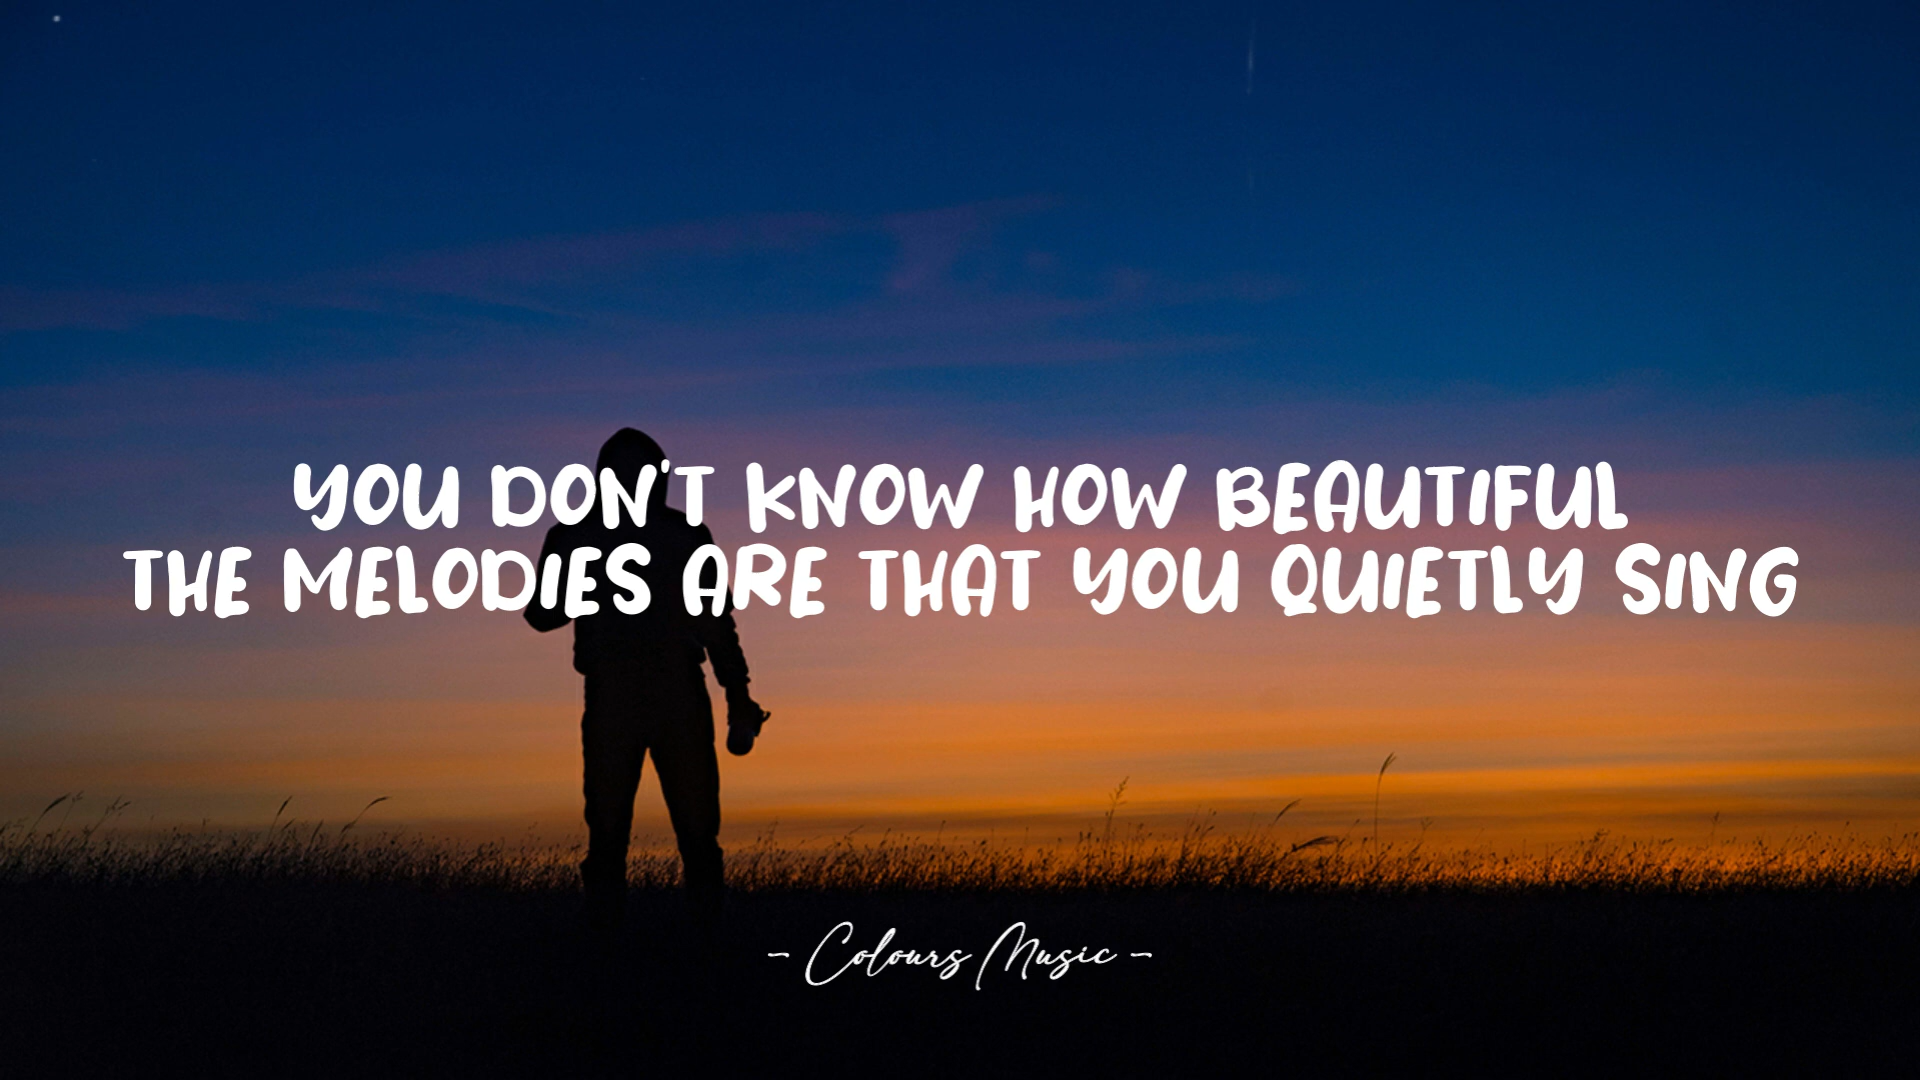 YOU DON'T KNOW HOW BEAUTIFUL
THE MELODIES ARE THAT YOU QUIETLY SING
- Colours Music -